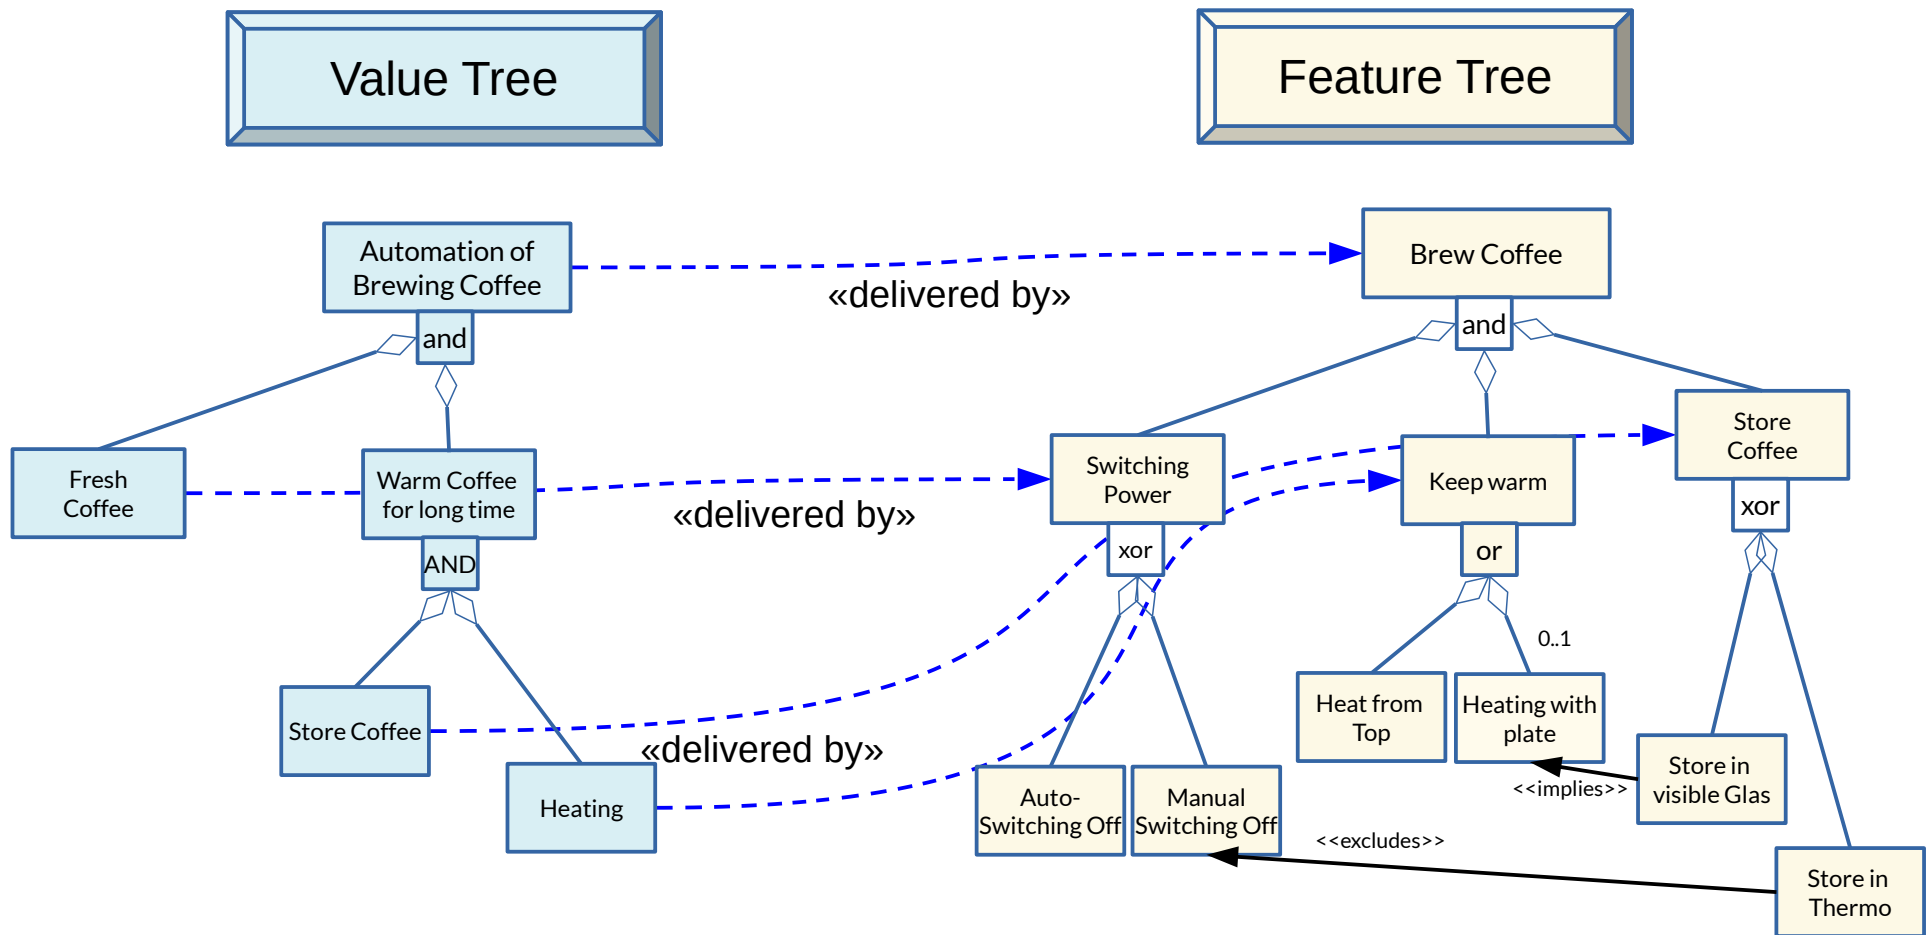 Value Tree
Feature Tree
Automation of
Brewing Coffee
and
«delivered by»
Brew Coffee
and
Fresh
Coffee
Warm Coffee
for long time
AND
«delivered by»
Switching
Power
xor
Keep warm
or
Store
Coffee
xor
Store Coffee
Heating
«delivered by»
Auto-
Switching Off
Manual
Switching Off
Heat from
Top
0..1
Heating with
plate
<<implies>>
Store in
visible Glas
<<excludes>>
Store in
Thermo